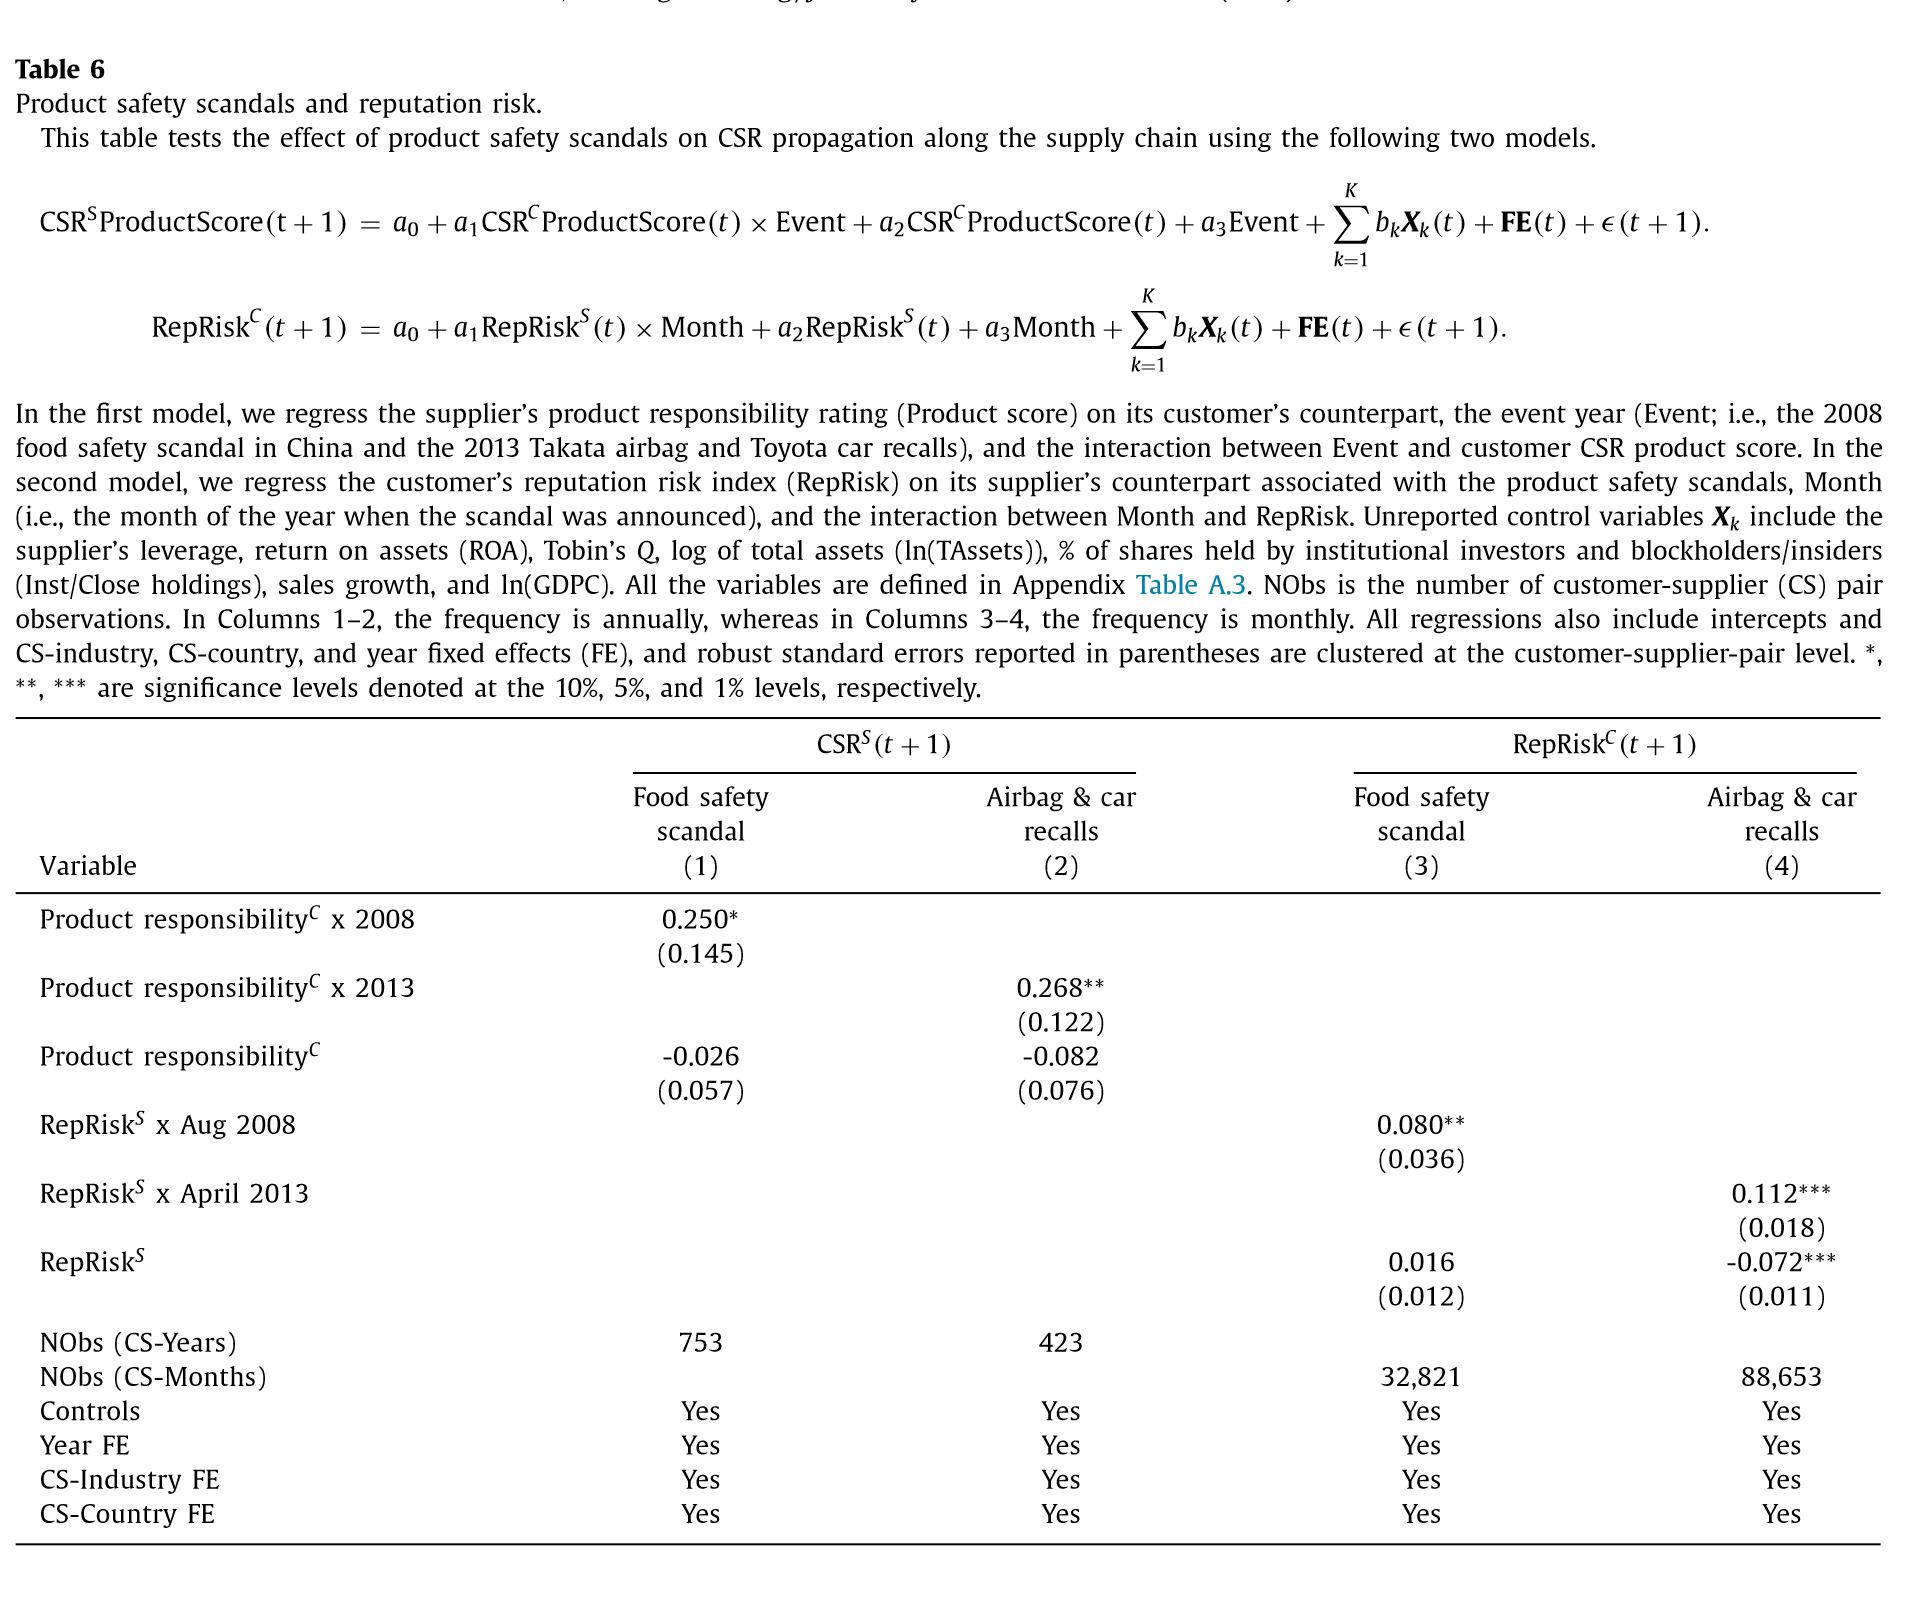 Table 6
Product safety scandals and reputation risk.
This table tests the effect of product safety scandals on CSR propagation along the supply chain using the following two models.
CSR^S ProductScore(t + 1) = a_0 + a_1 CSR^C ProductScore(t) × Event + a_2 CSR^C ProductScore(t) + a_3 Event + ∑_{k=1}^{K} b_k X_k(t) + FE(t) + ϵ(t + 1).
RepRisk^C(t + 1) = a_0 + a_1 RepRisk^S(t) × Month + a_2 RepRisk^S(t) + a_3 Month + ∑_{k=1}^{K} b_k X_k(t) + FE(t) + ϵ(t + 1).
In the first model, we regress the supplier's product responsibility rating (Product score) on its customer's counterpart, the event year (Event; i.e., the 2008
food safety scandal in China and the 2013 Takata airbag and Toyota car recalls), and the interaction between Event and customer CSR product score. In the
second model, we regress the customer's reputation risk index (RepRisk) on its supplier's counterpart associated with the product safety scandals, Month
(i.e., the month of the year when the scandal was announced), and the interaction between Month and RepRisk. Unreported control variables X_k include the
supplier's leverage, return on assets (ROA), Tobin's Q, log of total assets (ln(TAssets)), % of shares held by institutional investors and blockholders/insiders
(Inst/Close holdings), sales growth, and ln(GDPC). All the variables are defined in Appendix Table A.3. NObs is the number of customer-supplier (CS) pair
observations. In Columns 1–2, the frequency is annually, whereas in Columns 3–4, the frequency is monthly. All regressions also include intercepts and
CS-industry, CS-country, and year fixed effects (FE), and robust standard errors reported in parentheses are clustered at the customer-supplier-pair level. *,
**, *** are significance levels denoted at the 10%, 5%, and 1% levels, respectively.
CSR^S(t + 1) RepRisk^C(t + 1)
Food safety Airbag & car Food safety Airbag & car
scandal recalls scandal recalls
Variable (1) (2) (3) (4)
Product responsibility^C x 2008 0.250*
(0.145)
Product responsibility^C x 2013 0.268**
(0.122)
Product responsibility^C -0.026 -0.082
(0.057) (0.076)
RepRisk^S x Aug 2008 0.080**
(0.036)
RepRisk^S x April 2013 0.112***
(0.018)
RepRisk^S 0.016 -0.072***
(0.012) (0.011)
NObs (CS-Years) 753 423
NObs (CS-Months) 32,821 88,653
Controls Yes Yes Yes Yes
Year FE Yes Yes Yes Yes
CS-Industry FE Yes Yes Yes Yes
CS-Country FE Yes Yes Yes Yes